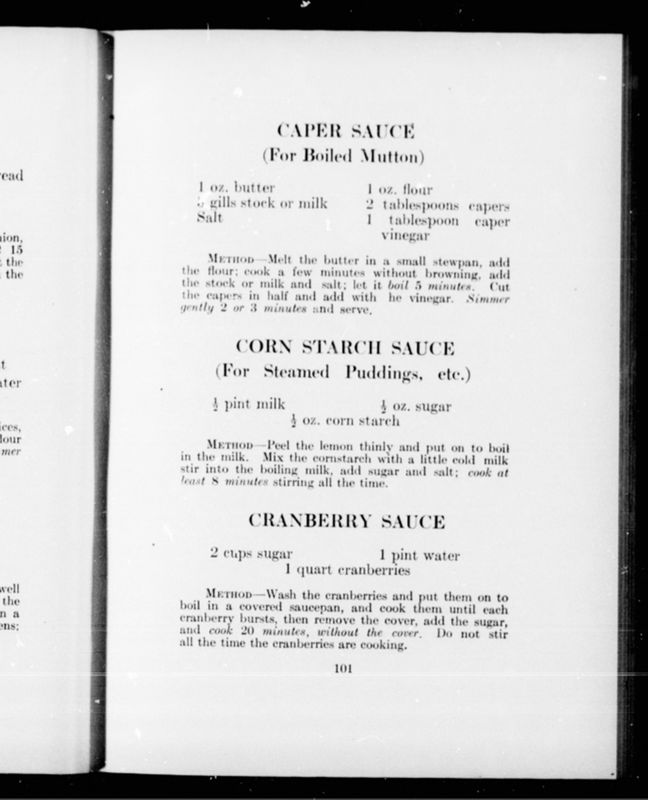 read
nion,
15
the
the
t
ater
ices,
lour
mer
well
the
n a
ens;
CAPER SAUCE
(For Boiled Mutton)
1 oz. butter 1 oz. flour
gills stock or milk 2 tablespoons capers
Salt 1 tablespoon caper
vinegar
METHOD—Melt the butter in a small stewpan, add
the flour; cook a few minutes without browning, add
the stock or milk and salt; let it boil 5 minutes. Cut
the capers in half and add with he vinegar. Simmer
gently 2 or 3 minutes and serve.
CORN STARCH SAUCE
(For Steamed Puddings, etc.)
½ pint milk ½ oz. sugar
½ oz. corn starch
METHOD—Peel the lemon thinly and put on to boil
in the milk. Mix the cornstarch with a little cold milk
stir into the boiling milk, add sugar and salt; cook at
least 8 minutes stirring all the time.
CRANBERRY SAUCE
2 cups sugar 1 pint water
1 quart cranberries
METHOD—Wash the cranberries and put them on to
boil in a covered saucepan, and cook them until each
cranberry bursts, then remove the cover, add the sugar,
and cook 20 minutes, without the cover. Do not stir
all the time the cranberries are cooking.
101